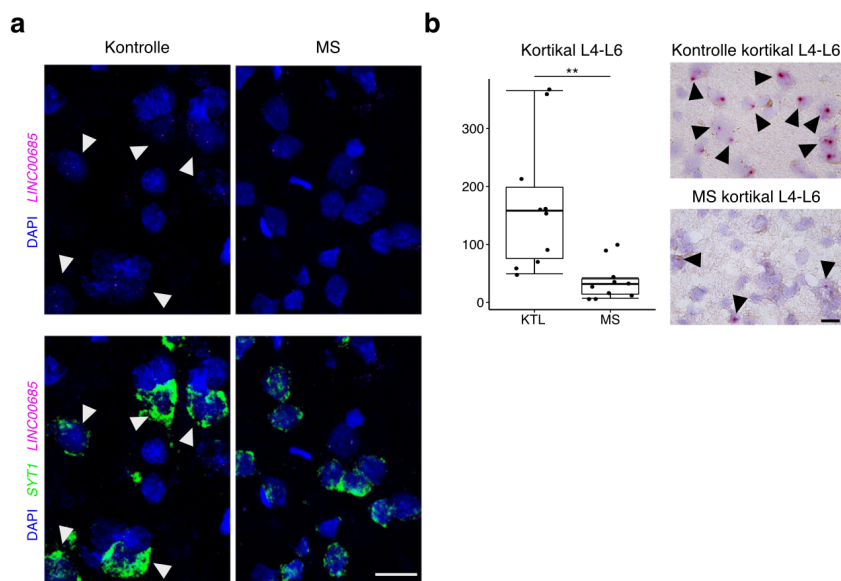 a
Kontrolle
MS
DAPI LINC00685
DAPI SYT1 LINC00685
b
Kortikal L4-L6
**
300
200
100
0
KTL
MS
Kontrolle kortikal L4-L6
MS kortikal L4-L6